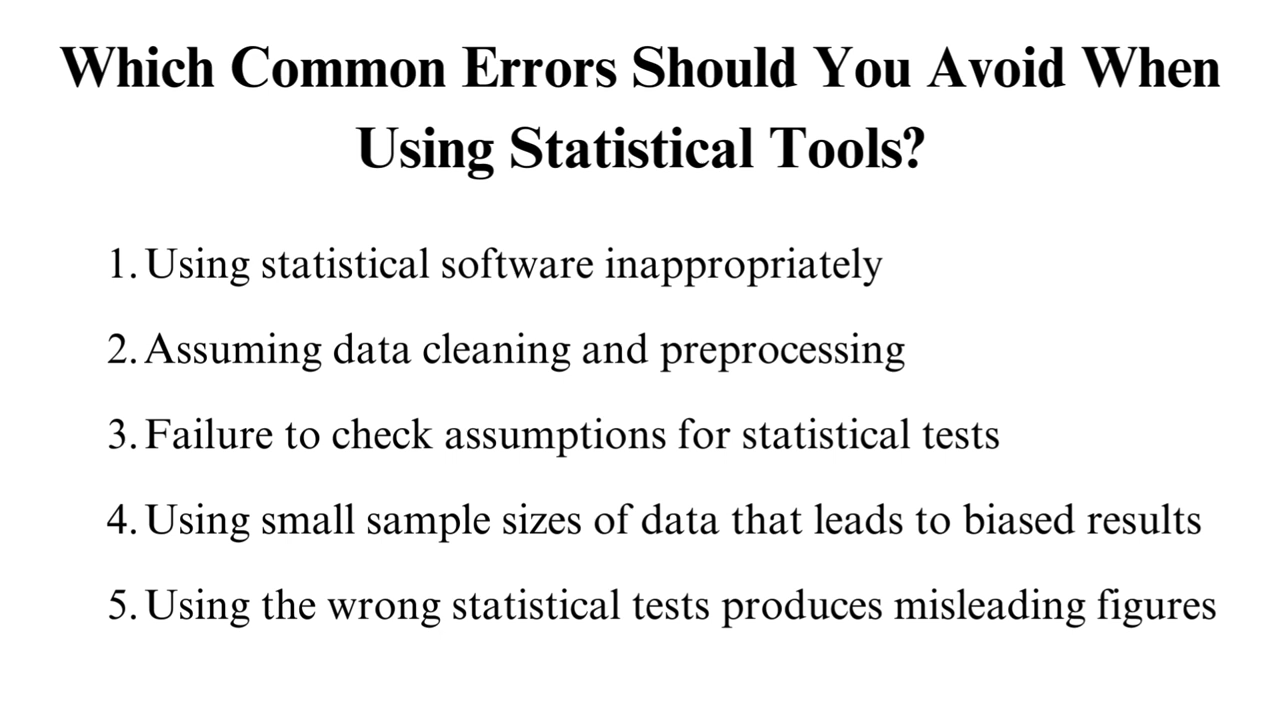 Which Common Errors Should You Avoid When
Using Statistical Tools?
1. Using statistical software inappropriately
2. Assuming data cleaning and preprocessing
3. Failure to check assumptions for statistical tests
4. Using small sample sizes of data that leads to biased results
5. Using the wrong statistical tests produces misleading figures